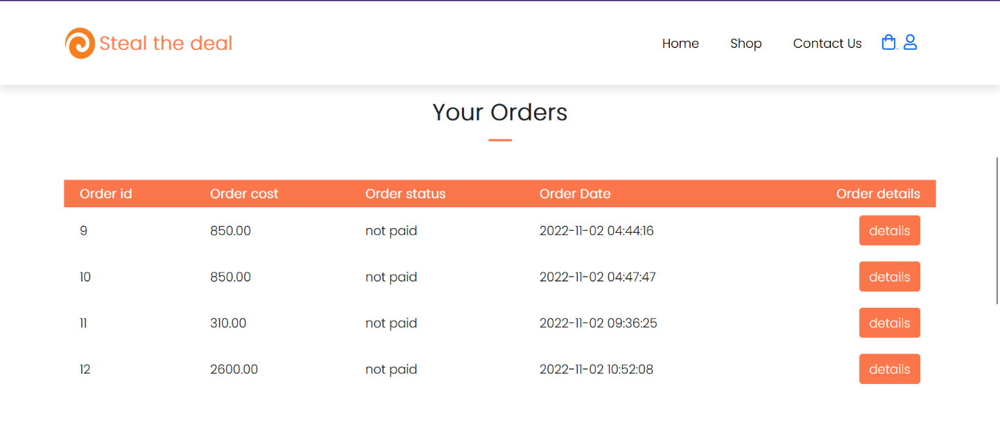 Steal the deal Home Shop Contact Us
Your Orders
Order id Order cost Order status Order Date Order details
9 850.00 not paid 2022-11-02 04:44:16 details
10 850.00 not paid 2022-11-02 04:47:47 details
11 310.00 not paid 2022-11-02 09:36:25 details
12 2600.00 not paid 2022-11-02 10:52:08 details